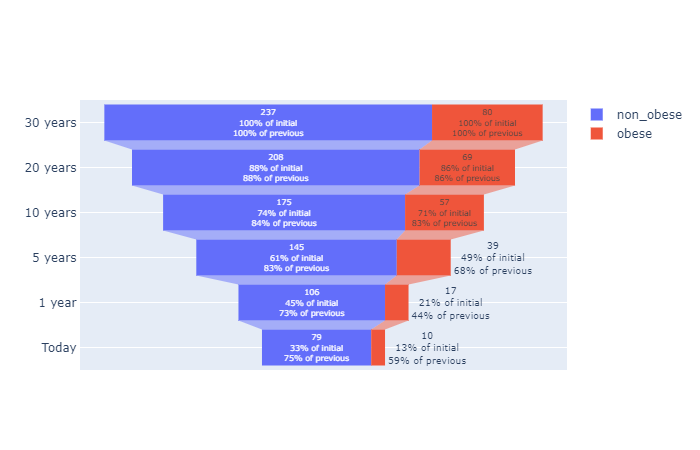 non_obese
obese
30 years
237
100% of initial
100% of previous
80
100% of initial
100% of previous
20 years
208
88% of initial
88% of previous
69
86% of initial
86% of previous
10 years
175
74% of initial
84% of previous
57
71% of initial
83% of previous
5 years
145
61% of initial
83% of previous
39
49% of initial
68% of previous
1 year
106
45% of initial
73% of previous
17
21% of initial
44% of previous
Today
79
33% of initial
75% of previous
10
13% of initial
59% of previous